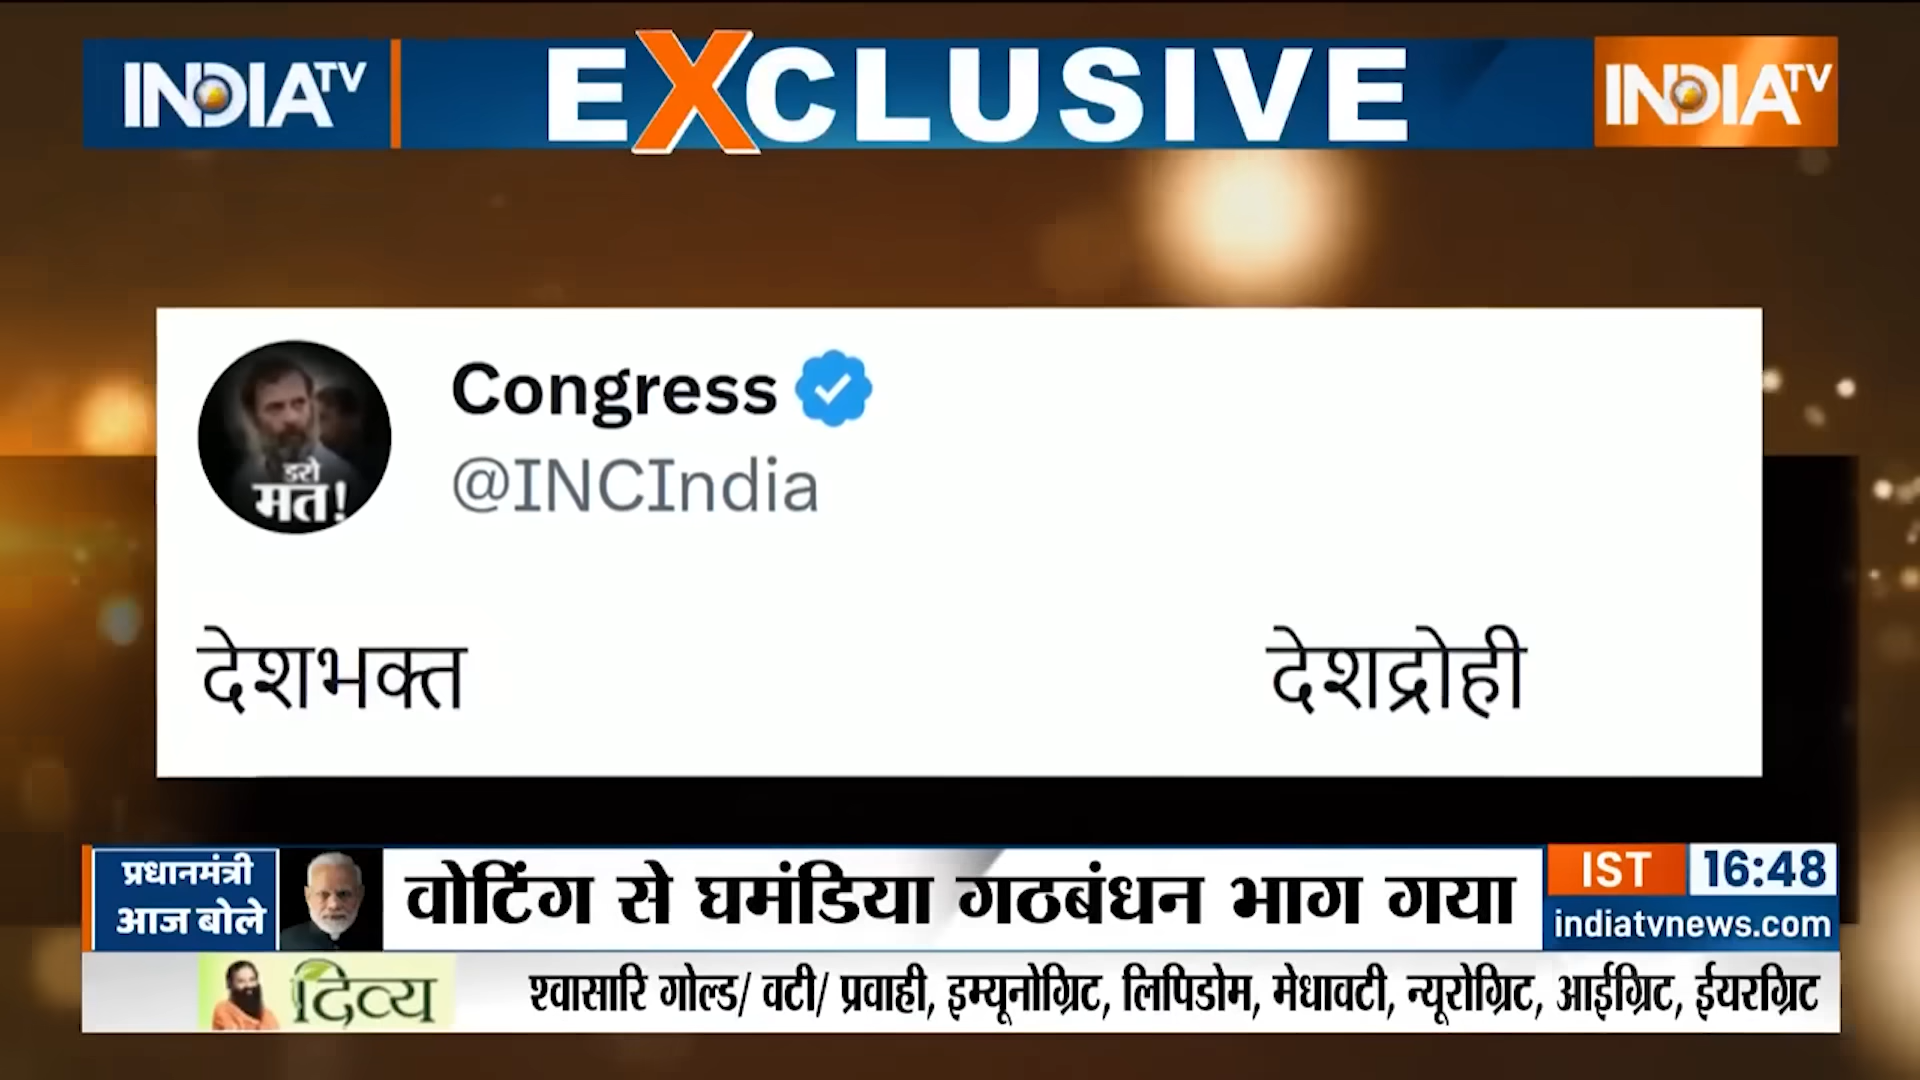 INDIA TV
EXCLUSIVE
INDIA TV
Congress
@INCIndia
डरो
मत!
देशभक्त देशद्रोही
प्रधानमंत्री
आज बोले
वोटिंग से घमंडिया गठबंधन भाग गया
IST 16:48
indiatvnews.com
दिव्य
श्वासारि गोल्ड/ वटी/ प्रवाही, इम्यूनोग्रिट, लिपिडोम, मेधावटी, न्यूरोग्रिट, आईग्रिट, ईयरग्रिट